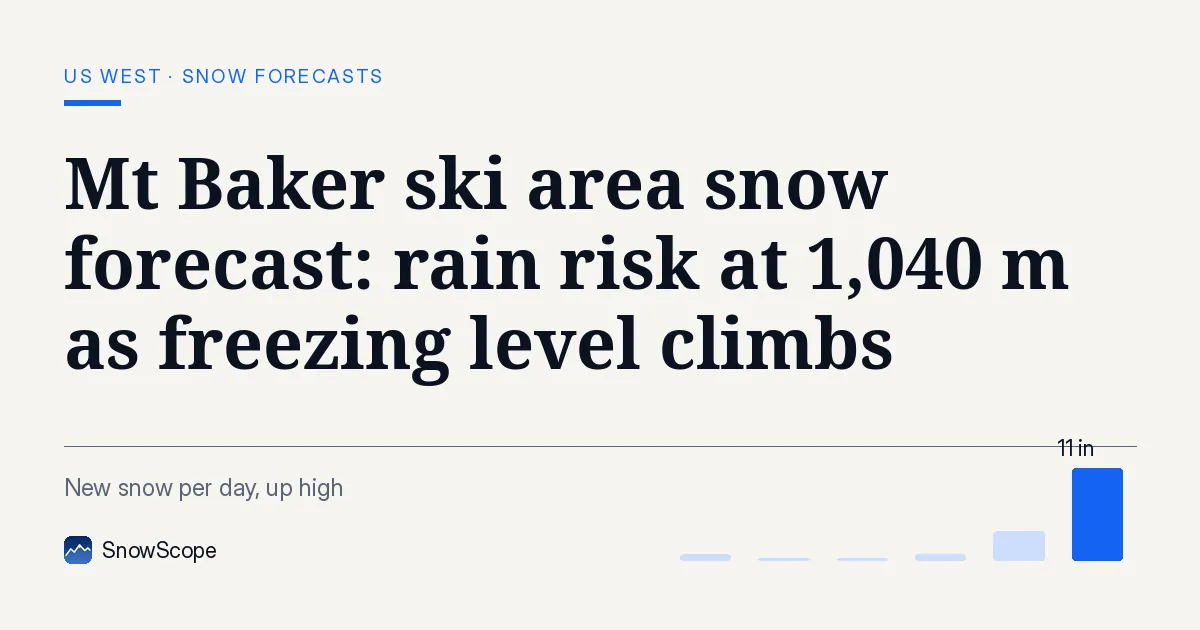 US WEST · SNOW FORECASTS
Mt Baker ski area snow
forecast: rain risk at 1,040 m
as freezing level climbs
11 in
New snow per day, up high
SnowScope